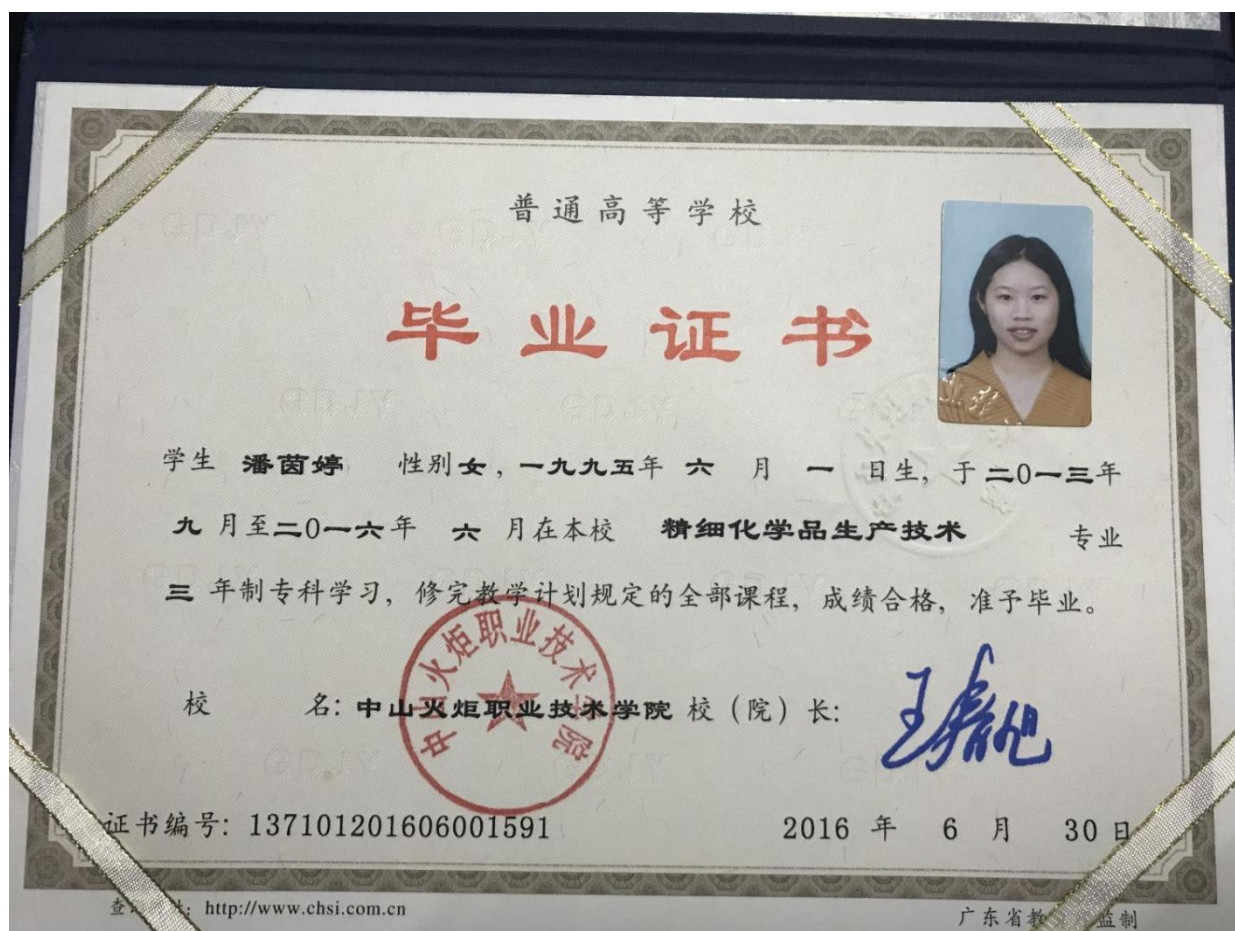 普通高等学校
毕业证书
学生 潘茵婷 性别女，一九九五年 六 月 一 日生，于二0一三年
九 月至二0一六年 六 月在本校 精细化学品生产技术 专业
三 年制专科学习，修完教学计划规定的全部课程，成绩合格，准予毕业。
中山火炬职业技术学院
校 名：中山火炬职业技术学院 校（院）长：
证书编号：137101201606001591 2016 年 6 月 30 日
http://www.chsi.com.cn 广东省教 监制